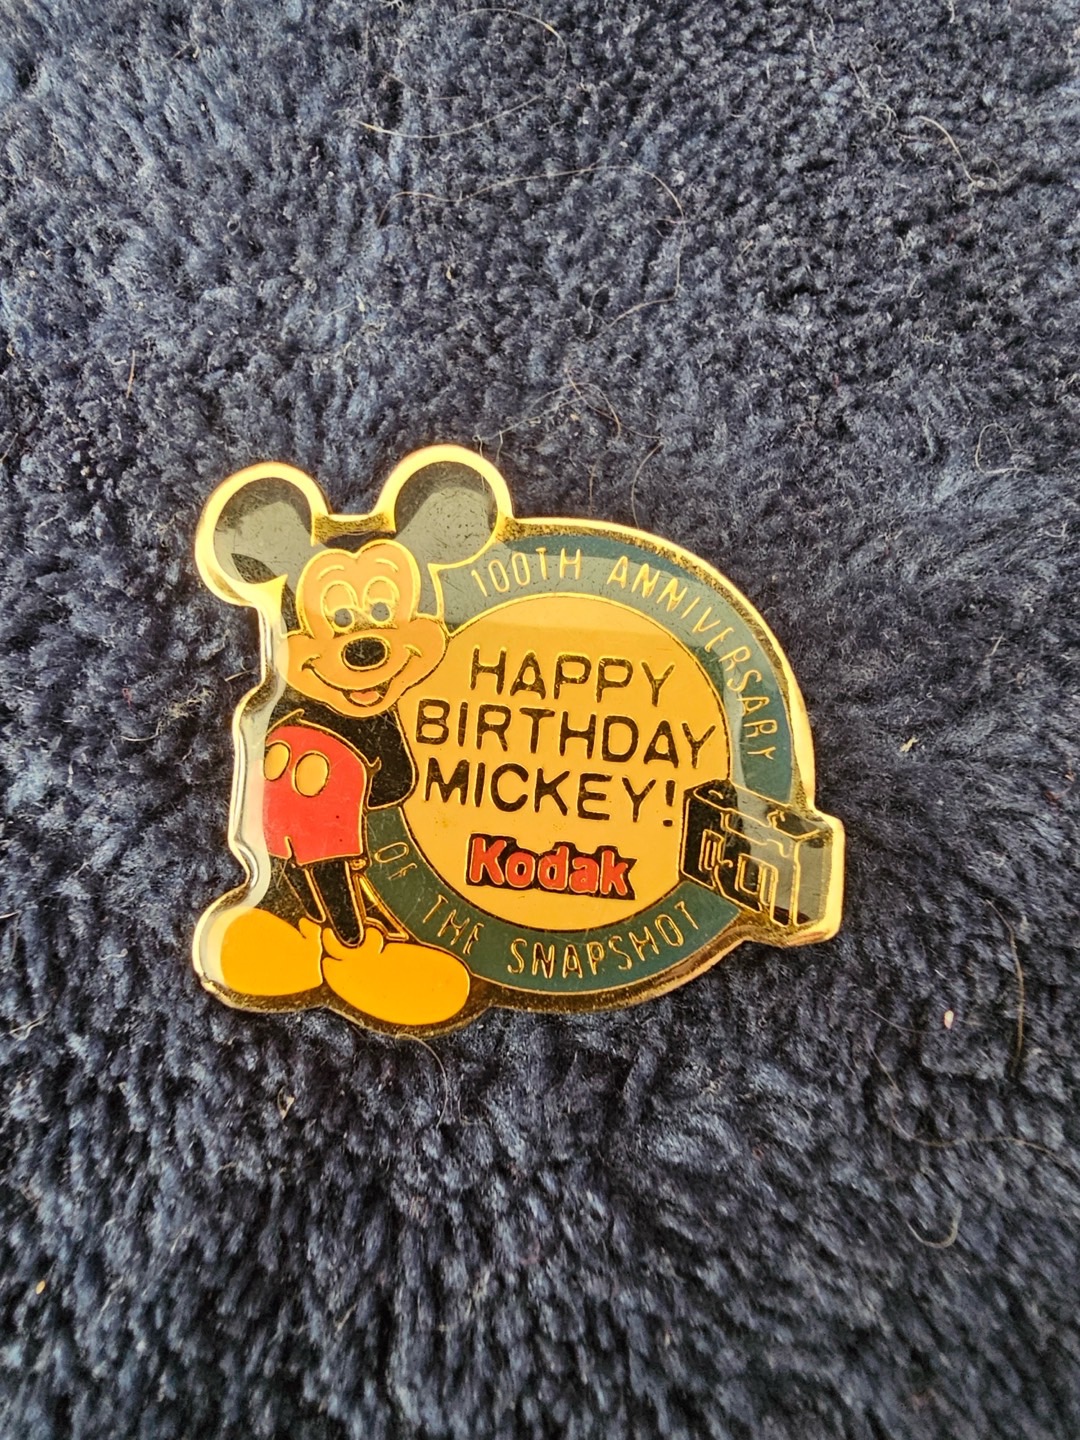 100TH ANNIVERSARY
HAPPY
BIRTHDAY
MICKEY!
Kodak
OF THE SNAPSHOT